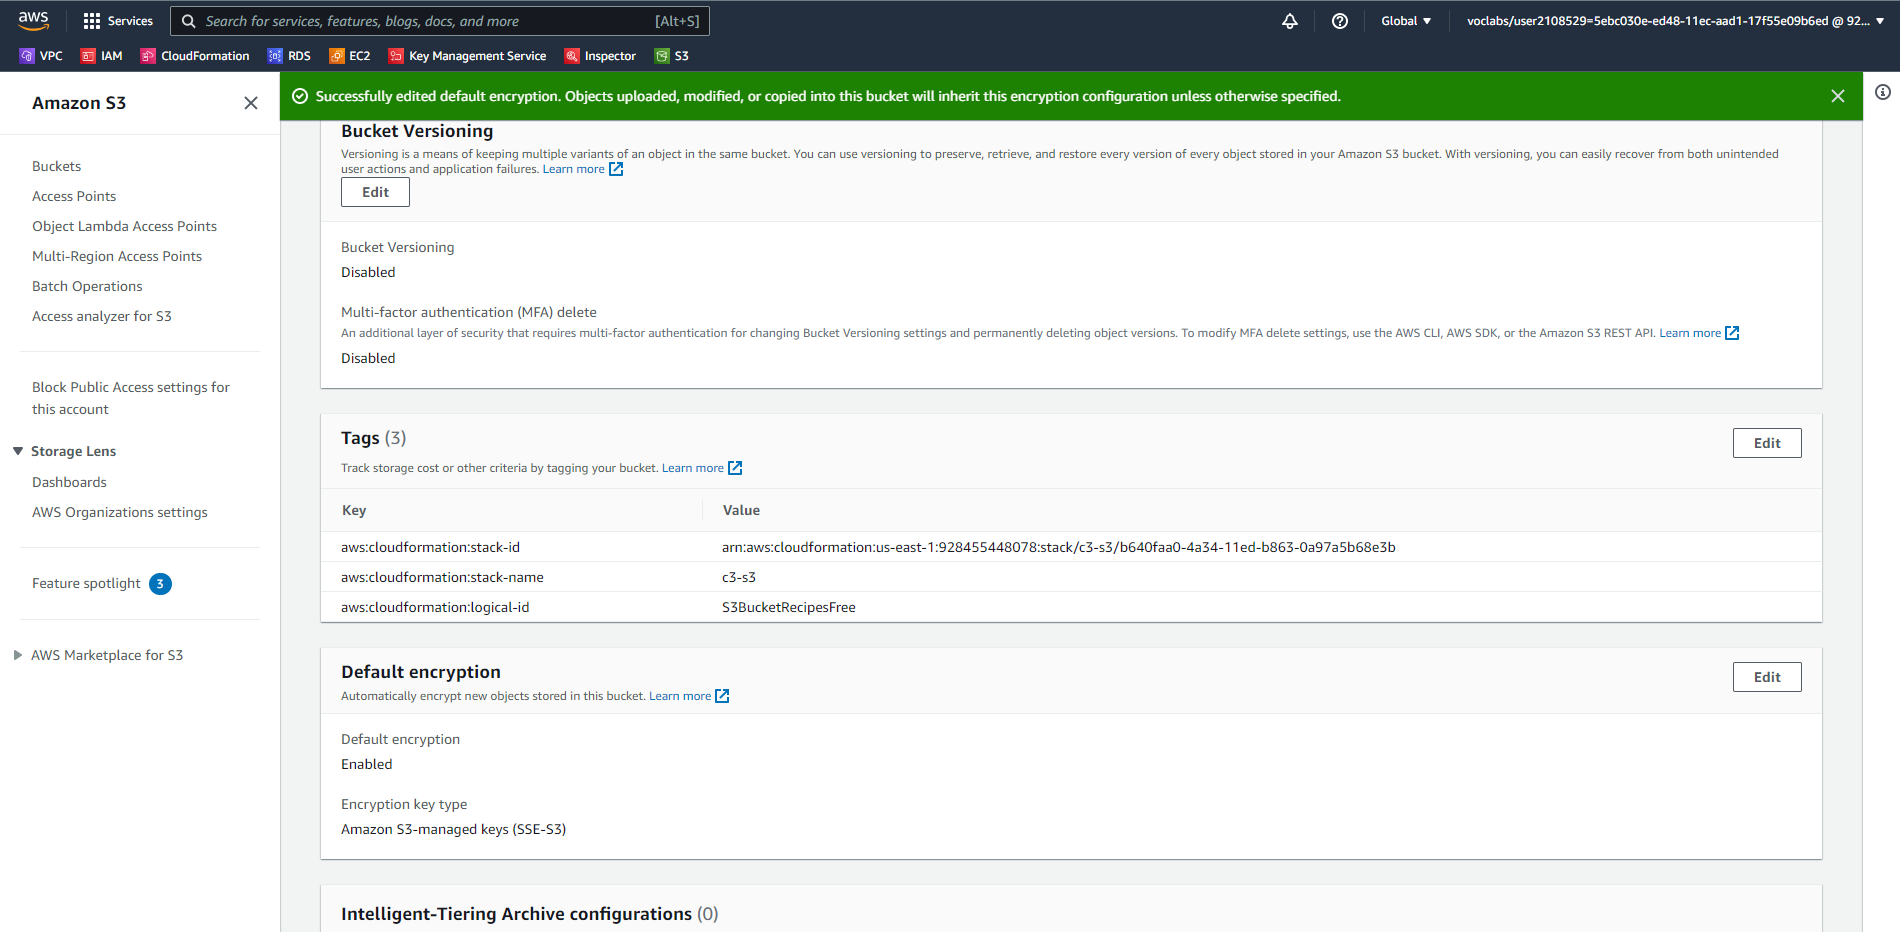 aws
Services
Search for services, features, blogs, docs, and more
[Alt+S]
Global
voclabs/user2108529=5ebc030e-ed48-11ec-aad1-17f55e09b6ed @ 92...
VPC
IAM
CloudFormation
RDS
EC2
Key Management Service
Inspector
S3
Amazon S3
Buckets
Access Points
Object Lambda Access Points
Multi-Region Access Points
Batch Operations
Access analyzer for S3
Block Public Access settings for
this account
Storage Lens
Dashboards
AWS Organizations settings
Feature spotlight 3
AWS Marketplace for S3
Successfully edited default encryption. Objects uploaded, modified, or copied into this bucket will inherit this encryption configuration unless otherwise specified.
Bucket Versioning
Versioning is a means of keeping multiple variants of an object in the same bucket. You can use versioning to preserve, retrieve, and restore every version of every object stored in your Amazon S3 bucket. With versioning, you can easily recover from both unintended
user actions and application failures. Learn more
Edit
Bucket Versioning
Disabled
Multi-factor authentication (MFA) delete
An additional layer of security that requires multi-factor authentication for changing Bucket Versioning settings and permanently deleting object versions. To modify MFA delete settings, use the AWS CLI, AWS SDK, or the Amazon S3 REST API. Learn more
Disabled
Tags (3)
Edit
Track storage cost or other criteria by tagging your bucket. Learn more
Key Value
aws:cloudformation:stack-id arn:aws:cloudformation:us-east-1:928455448078:stack/c3-s3/b640faa0-4a34-11ed-b863-0a97a5b68e3b
aws:cloudformation:stack-name c3-s3
aws:cloudformation:logical-id S3BucketRecipesFree
Default encryption
Edit
Automatically encrypt new objects stored in this bucket. Learn more
Default encryption
Enabled
Encryption key type
Amazon S3-managed keys (SSE-S3)
Intelligent-Tiering Archive configurations (0)